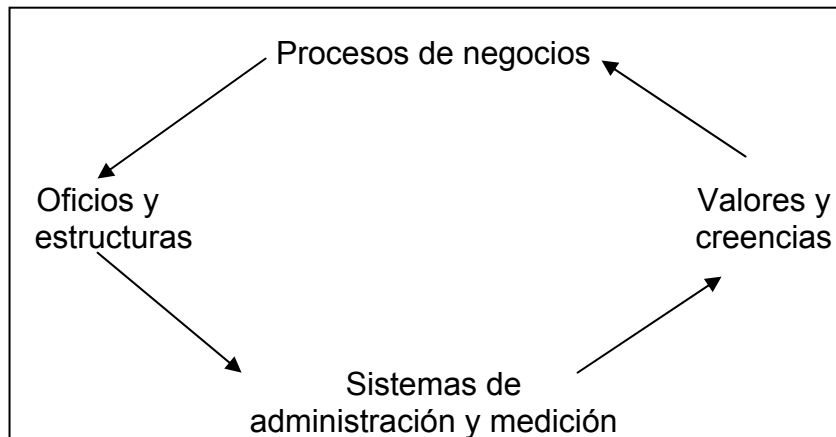 Procesos de negocios
Oficios y
estructuras
Valores y
creencias
Sistemas de
administración y medición